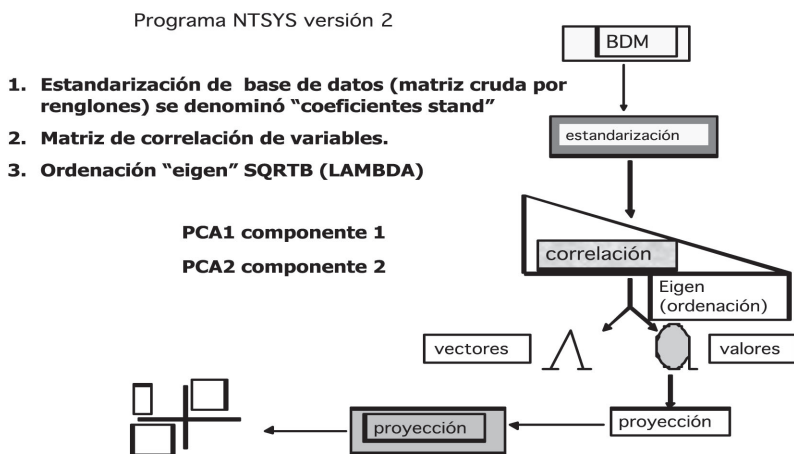 Programa NTSYS versión 2
1. Estandarización de base de datos (matriz cruda por
renglones) se denominó “coeficientes stand”
2. Matriz de correlación de variables.
3. Ordenación “eigen” SQRTB (LAMBDA)
PCA1 componente 1
PCA2 componente 2
BDM
estandarización
correlación
Eigen
(ordenación)
vectores
Λ
a
valores
proyección
proyección